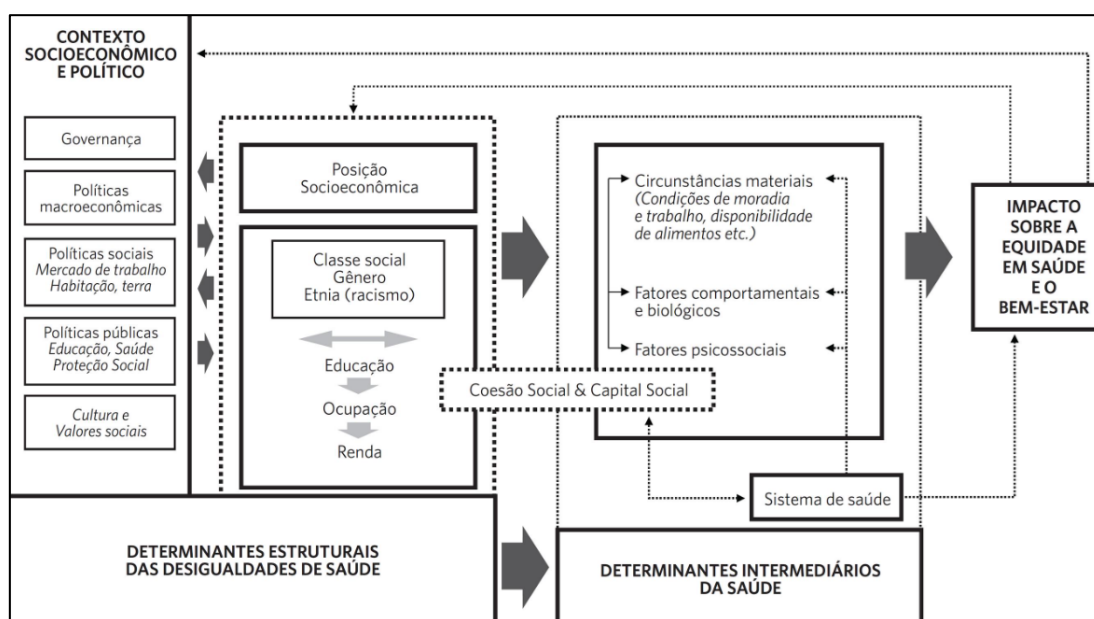 CONTEXTO
SOCIOECONÔMICO
E POLÍTICO
Governança
Políticas
macroeconômicas
Políticas sociais
Mercado de trabalho
Habitação, terra
Políticas públicas
Educação, Saúde
Proteção Social
Cultura e
Valores sociais
Posição
Socioeconômica
Classe social
Gênero
Etnia (racismo)
Educação
Ocupação
Renda
Coesão Social & Capital Social
Circunstâncias materiais
(Condições de moradia
e trabalho, disponibilidade
de alimentos etc.)
Fatores comportamentais
e biológicos
Fatores psicossociais
Sistema de saúde
IMPACTO
SOBRE A
EQUIDADE
EM SAÚDE
E O
BEM-ESTAR
DETERMINANTES ESTRUTURAIS
DAS DESIGUALDADES DE SAÚDE
DETERMINANTES INTERMEDIÁRIOS
DA SAÚDE